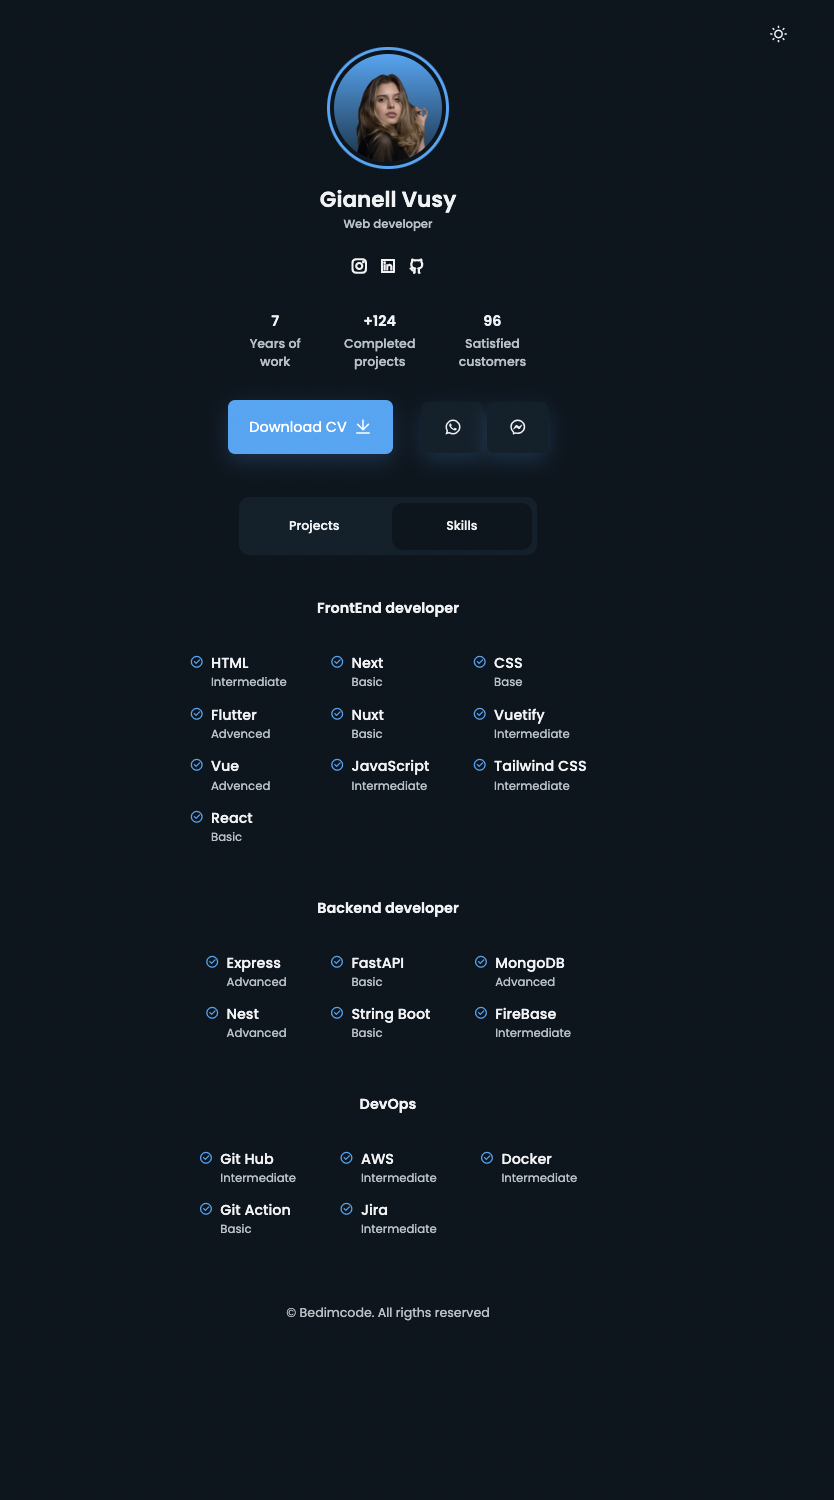 Gianell Vusy
Web developer
7
Years of
work
+124
Completed
projects
96
Satisfied
customers
Download CV
Projects
Skills
FrontEnd developer
HTML
Intermediate
Next
Basic
CSS
Base
Flutter
Advenced
Nuxt
Basic
Vuetify
Intermediate
Vue
Advenced
JavaScript
Intermediate
Tailwind CSS
Intermediate
React
Basic
Backend developer
Express
Advanced
FastAPI
Basic
MongoDB
Advanced
Nest
Advanced
String Boot
Basic
FireBase
Intermediate
DevOps
Git Hub
Intermediate
AWS
Intermediate
Docker
Intermediate
Git Action
Basic
Jira
Intermediate
© Bedimcode. All rigths reserved